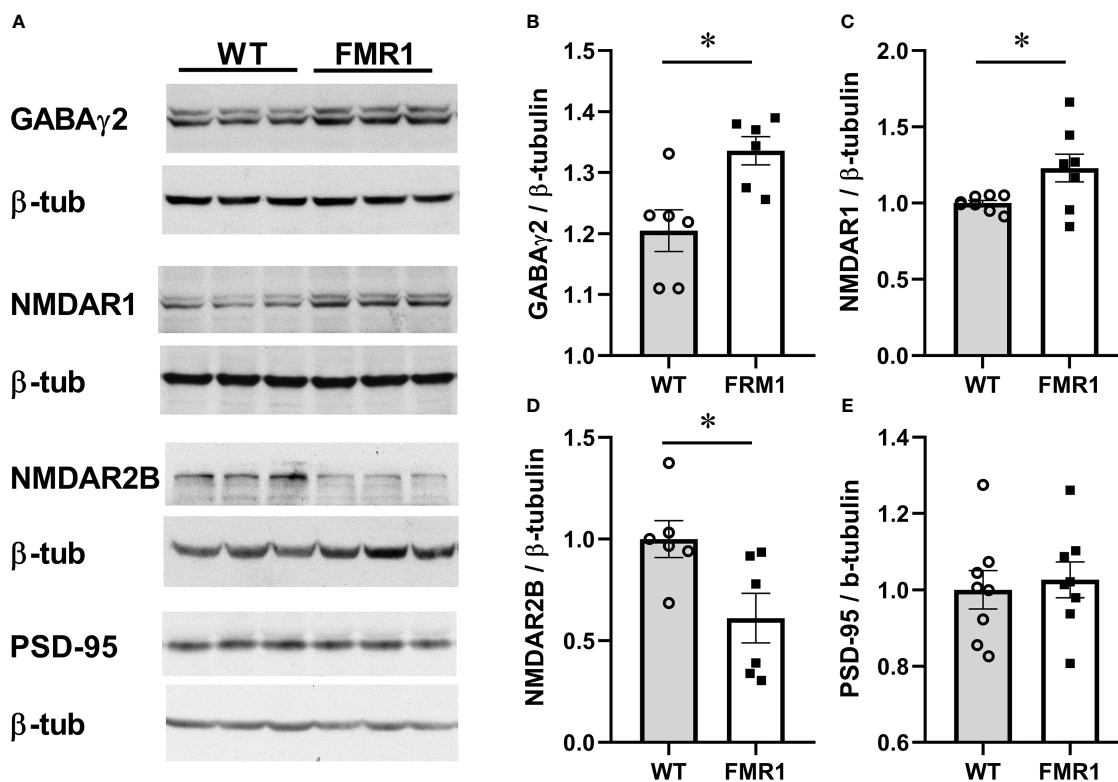 A
WT FMR1
GABAγ2
β-tub
NMDAR1
β-tub
NMDAR2B
β-tub
PSD-95
β-tub
B
*
GABAγ2 / β-tubulin
1.5
1.4
1.3
1.2
1.1
1.0
WT FRM1
C
*
NMDAR1 / β-tubulin
2.0
1.5
1.0
0.5
0.0
WT FMR1
D
*
NMDAR2B / β-tubulin
1.5
1.0
0.5
0.0
WT FMR1
E
PSD-95 / b-tubulin
1.4
1.2
1.0
0.8
0.6
WT FMR1